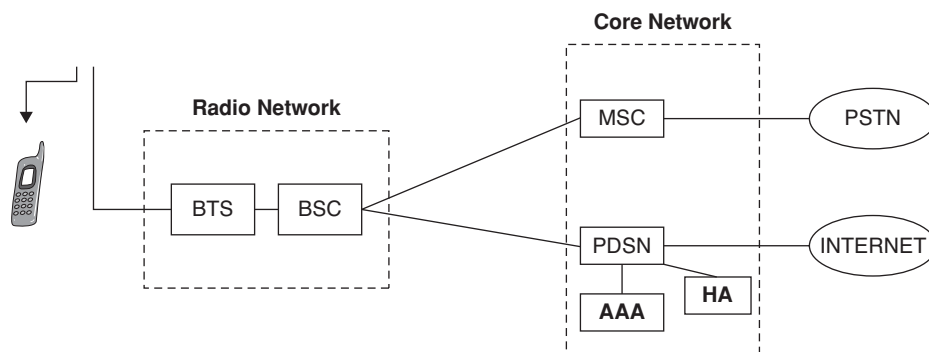 Core Network
Radio Network
MSC
PSTN
BTS
BSC
PDSN
INTERNET
AAA
HA